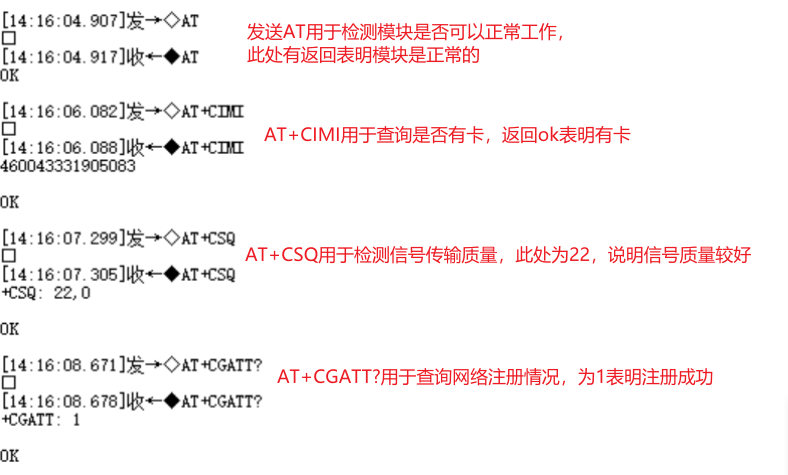 [14:16:04.907]发→◇AT
□
[14:16:04.917]收←◆AT
OK
发送AT用于检测模块是否可以正常工作，
此处有返回表明模块是正常的
[14:16:06.082]发→◇AT+CIMI
□
[14:16:06.088]收←◆AT+CIMI
460043331905083
OK
AT+CIMI用于查询是否有卡，返回ok表明有卡
[14:16:07.299]发→◇AT+CSQ
□
[14:16:07.305]收←◆AT+CSQ
+CSQ: 22,0
OK
AT+CSQ用于检测信号传输质量，此处为22，说明信号质量较好
[14:16:08.671]发→◇AT+CGATT?
□
[14:16:08.678]收←◆AT+CGATT?
+CGATT: 1
OK
AT+CGATT?用于查询网络注册情况，为1表明注册成功